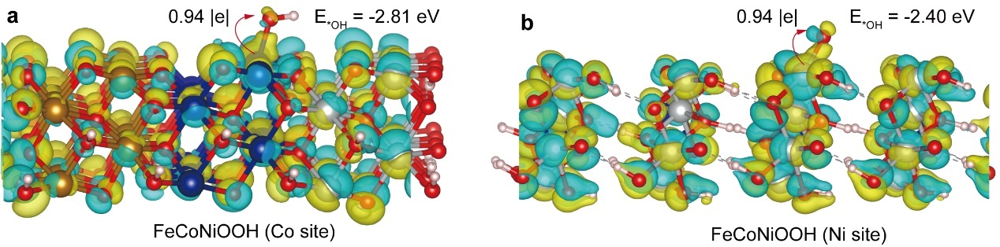 a
0.94 |e| E*OH = -2.81 eV
FeCoNiOOH (Co site)
b
0.94 |e| E*OH = -2.40 eV
FeCoNiOOH (Ni site)